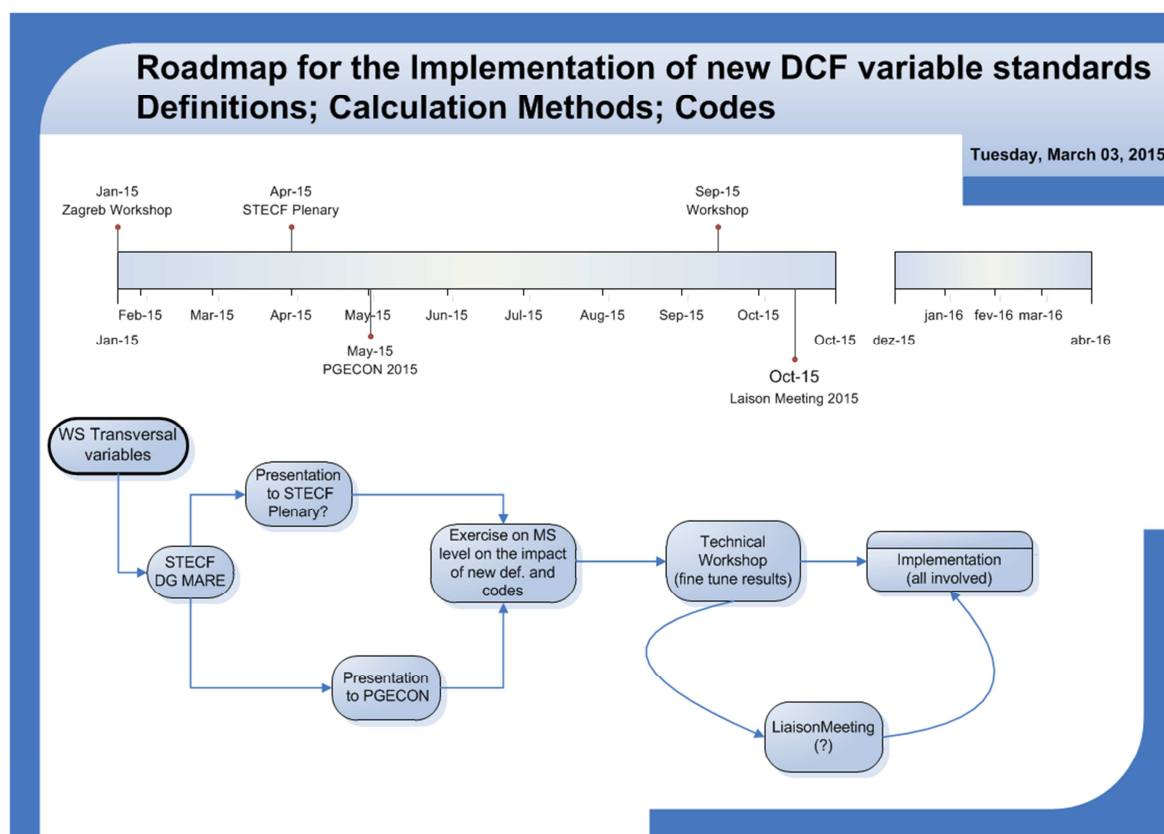 Roadmap for the Implementation of new DCF variable standards
Definitions; Calculation Methods; Codes
Tuesday, March 03, 2015
Jan-15
Zagreb Workshop
Apr-15
STECF Plenary
Sep-15
Workshop
Feb-15
Mar-15
Apr-15
May-15
Jun-15
Jul-15
Aug-15
Sep-15
Oct-15
Jan-15
Oct-15
jan-16
fev-16
mar-16
dez-15
abr-16
May-15
PGECON 2015
Oct-15
Laison Meeting 2015
WS Transversal
variables
Presentation
to STECF
Plenary?
STECF
DG MARE
Exercise on MS
level on the impact
of new def. and
codes
Technical
Workshop
(fine tune results)
Implementation
(all involved)
Presentation
to PGECON
LiaisonMeeting
(?)